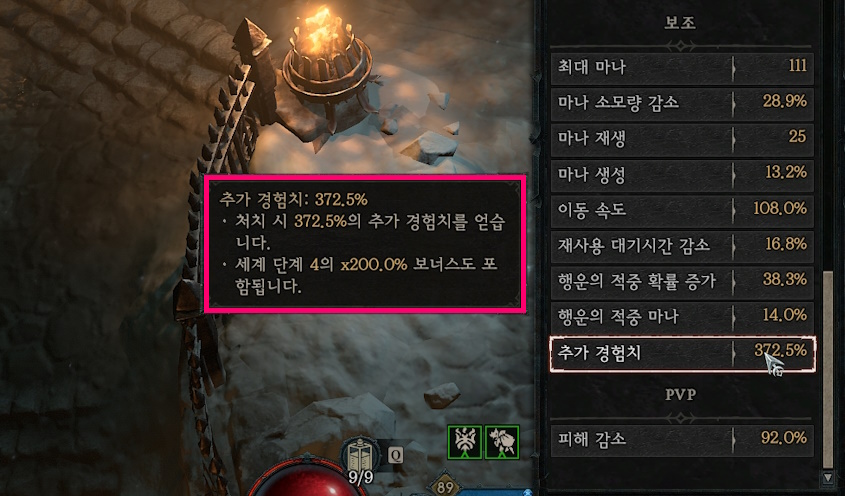 보조
최대 마나 111
마나 소모량 감소 28.9%
마나 재생 25
마나 생성 13.2%
이동 속도 108.0%
재사용 대기시간 감소 16.8%
행운의 적중 확률 증가 38.3%
행운의 적중 마나 14.0%
추가 경험치 372.5%
PVP
피해 감소 92.0%
추가 경험치: 372.5%
· 처치 시 372.5%의 추가 경험치를 얻습
니다.
· 세계 단계 4의 x200.0% 보너스도 포
함됩니다.
Q
9/9
89